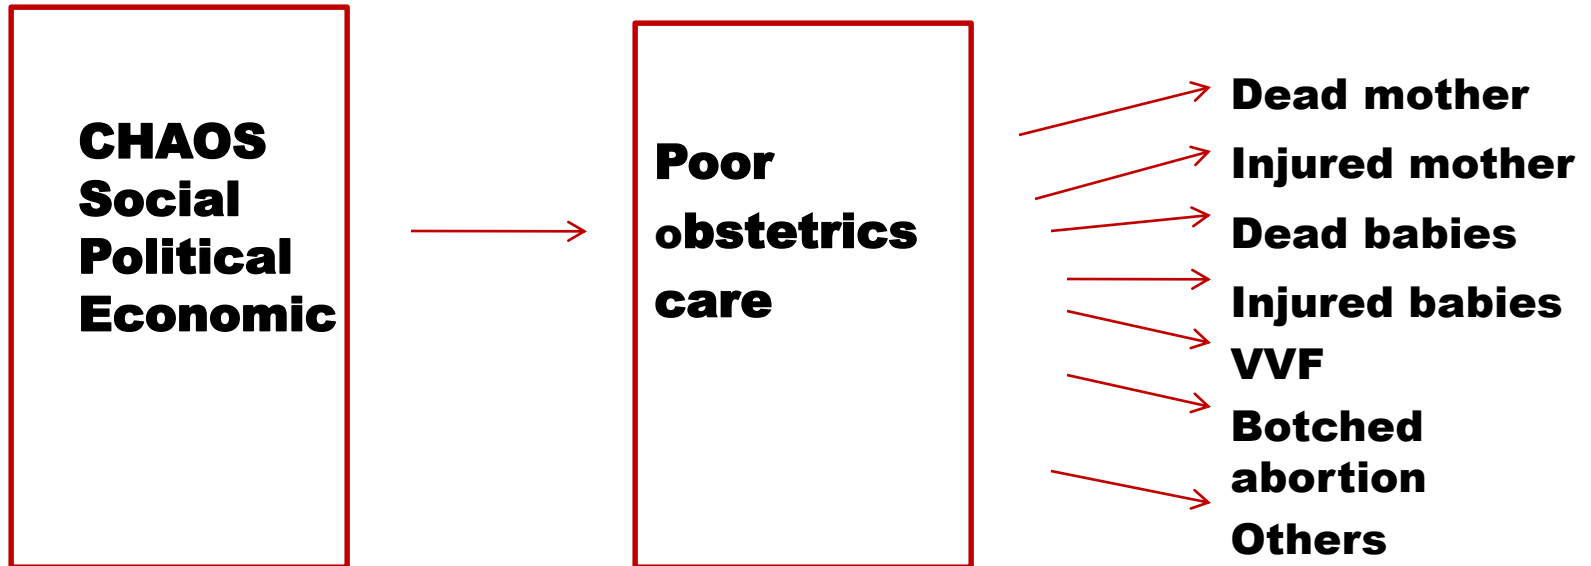 CHAOS
Social
Political
Economic
Poor
obstetrics
care
Dead mother
Injured mother
Dead babies
Injured babies
VVF
Botched
abortion
Others